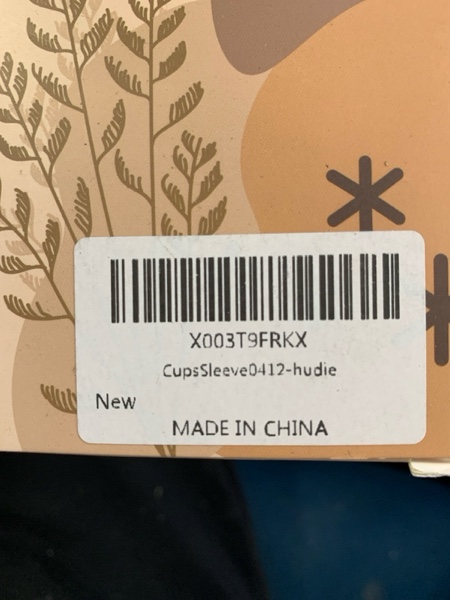 X003T9FRKX
CupsSleeve0412-hudie
New
MADE IN CHINA